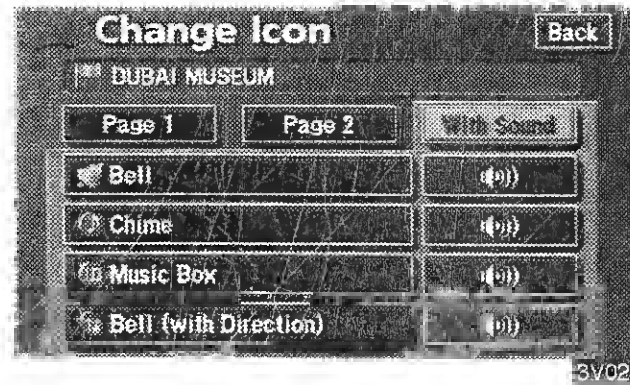 Change Icon Back
DUBAI MUSEUM
Page 1 Page 2 With Sound
Bell
Chime
Music Box
Bell (with Direction)
3V02